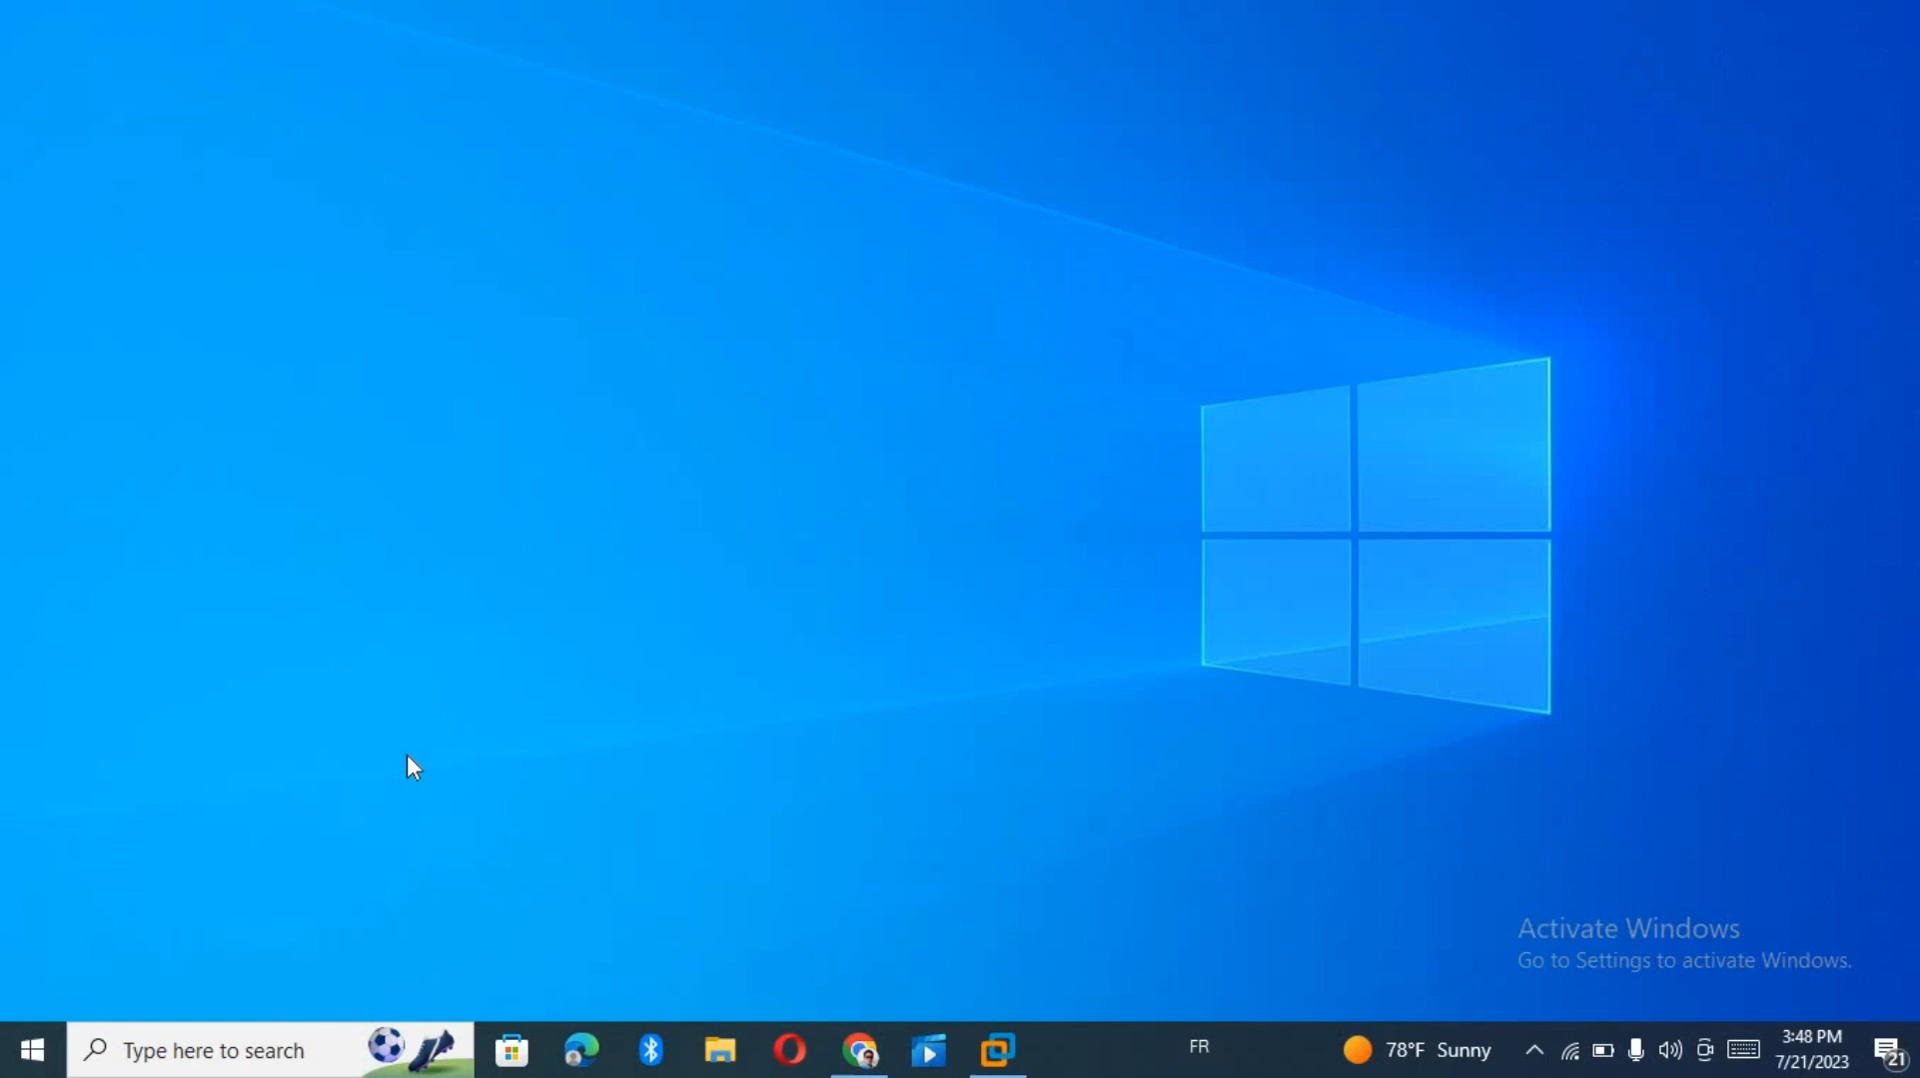 Activate Windows
Go to Settings to activate Windows.
Type here to search
FR
78°F Sunny
3:48 PM
7/21/2023
21